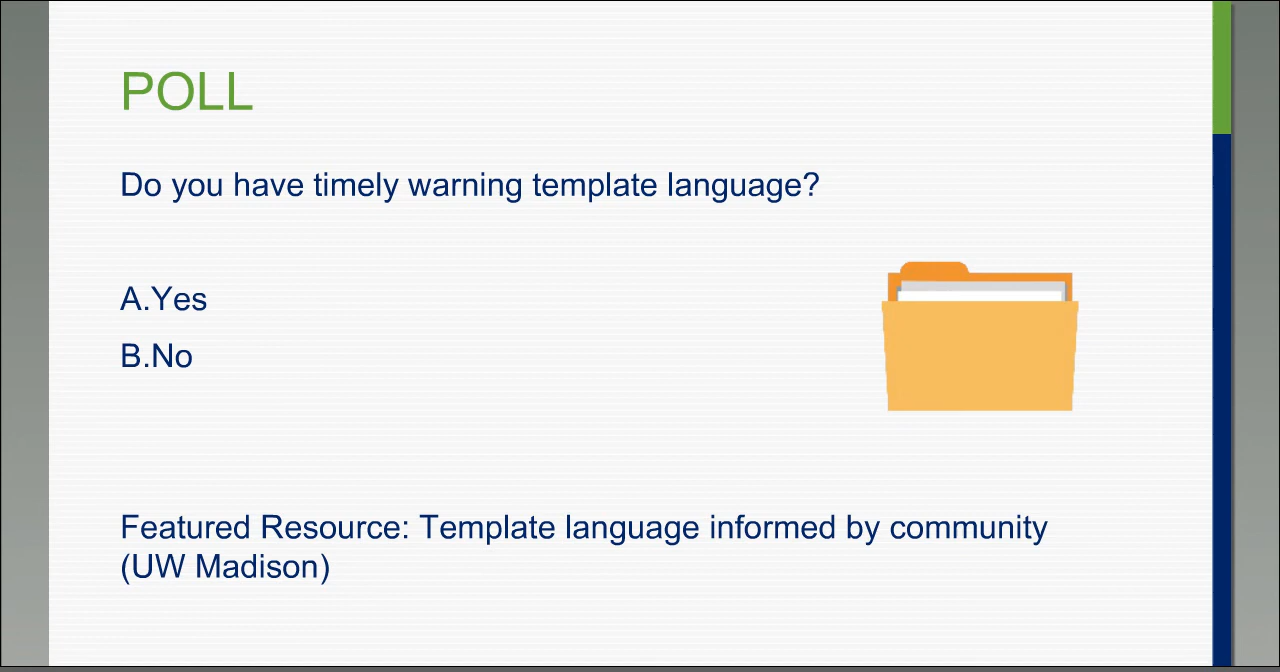 POLL
Do you have timely warning template language?
A.Yes
B.No
Featured Resource: Template language informed by community
(UW Madison)